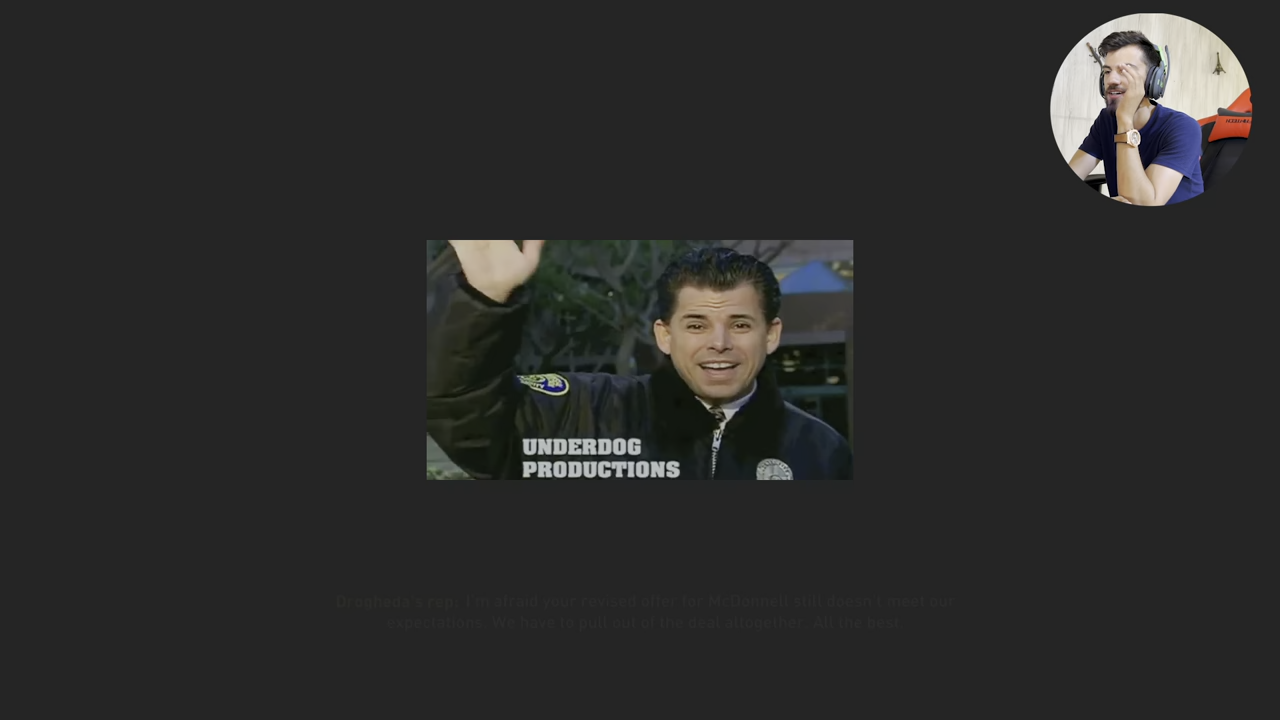 UNDERDOG
PRODUCTIONS
Drogheda's rep: I'm afraid your revised offer for McDonnell still doesn't meet our
expectations. We have to pull out of the deal altogether. All the best.